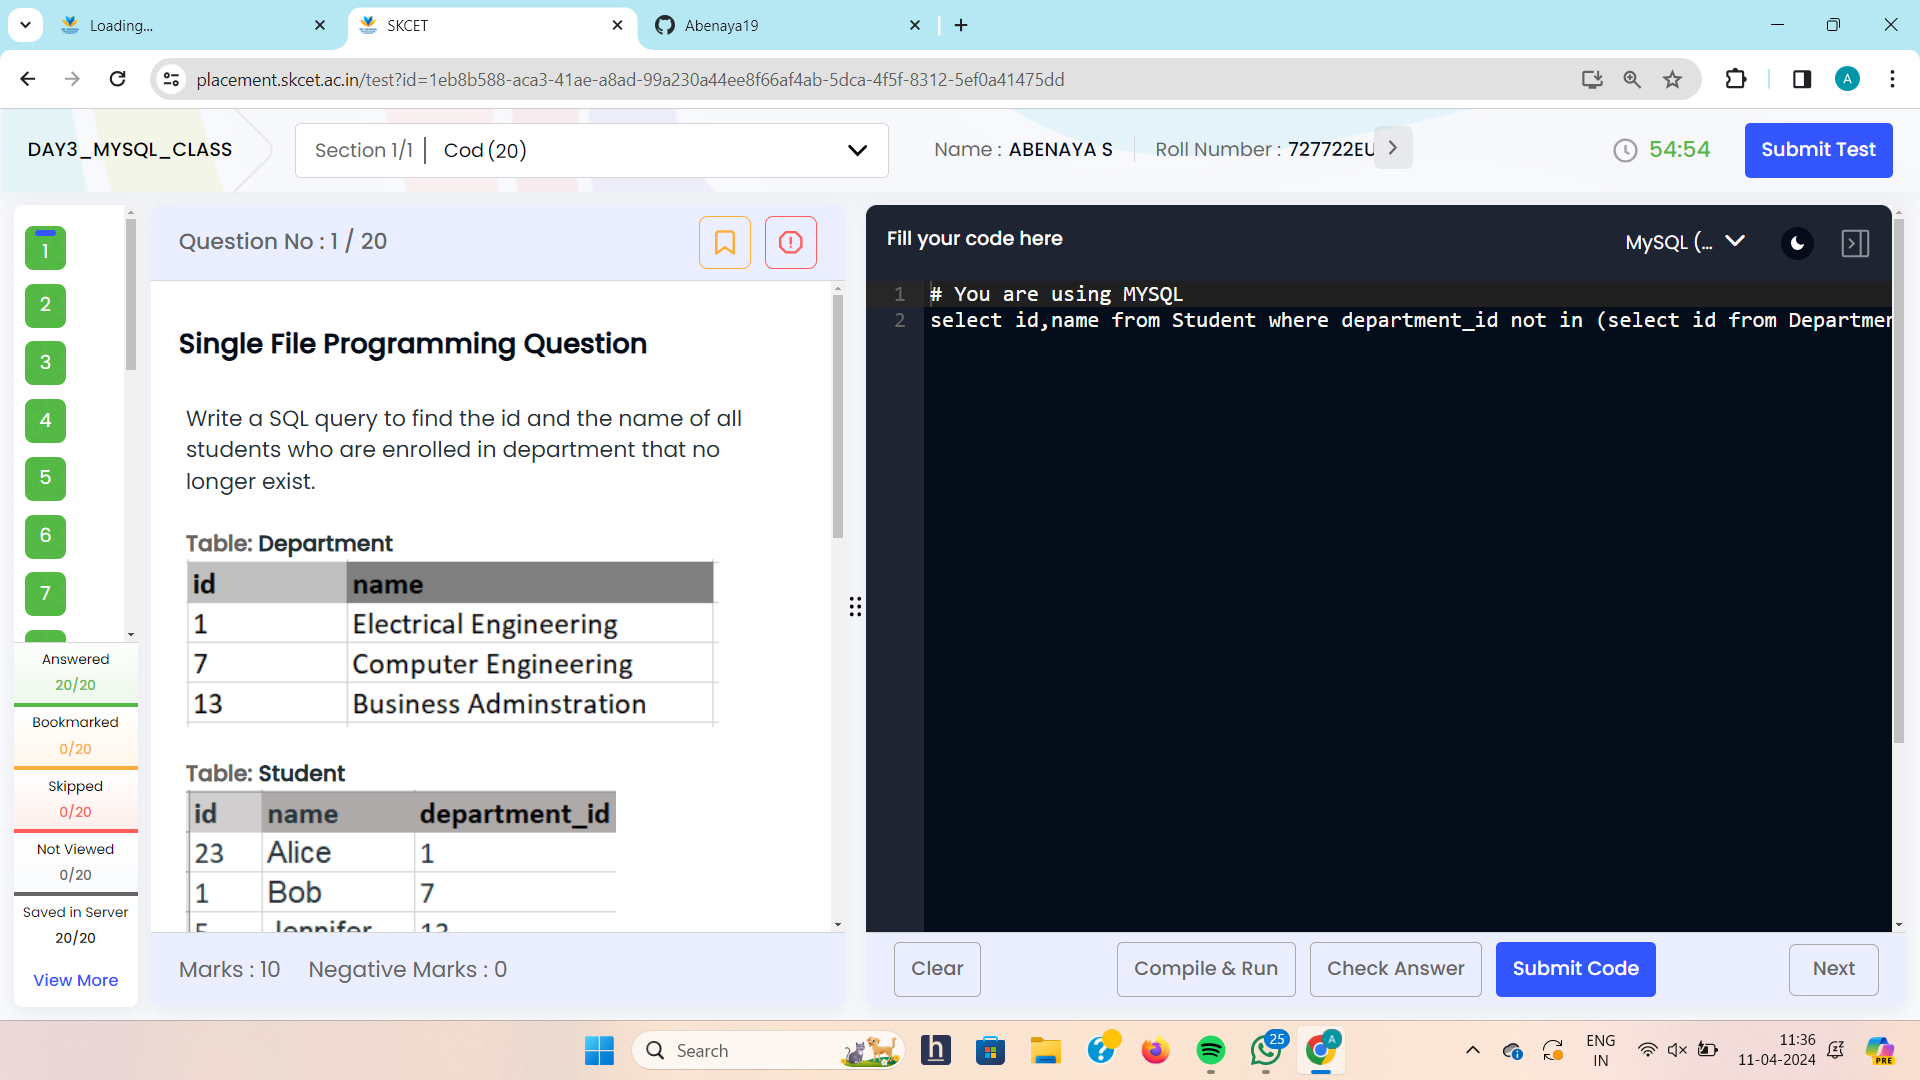 Loading...
SKCET
Abenaya19
placement.skcet.ac.in/test?id=1eb8b588-aca3-41ae-a8ad-99a230a44ee8f66af4ab-5dca-4f5f-8312-5ef0a41475dd
A
DAY3_MYSQL_CLASS
Section 1/1 | Cod (20)
Name : ABENAYA S
Roll Number : 727722EU
54:54
Submit Test
1
2
3
4
5
6
7
Answered
20/20
Bookmarked
0/20
Skipped
0/20
Not Viewed
0/20
Saved in Server
20/20
View More
Question No : 1 / 20
Single File Programming Question
Write a SQL query to find the id and the name of all
students who are enrolled in department that no
longer exist.
Table: Department
id name
1 Electrical Engineering
7 Computer Engineering
13 Business Adminstration
Table: Student
id name department_id
23 Alice 1
1 Bob 7
5 Jennifer 13
Marks : 10 Negative Marks : 0
Fill your code here
MySQL (...
1 # You are using MYSQL
2 select id,name from Student where department_id not in (select id from Departmen
Clear
Compile & Run
Check Answer
Submit Code
Next
Search
h
25
A
ENG
IN
11:36
11-04-2024
PRE